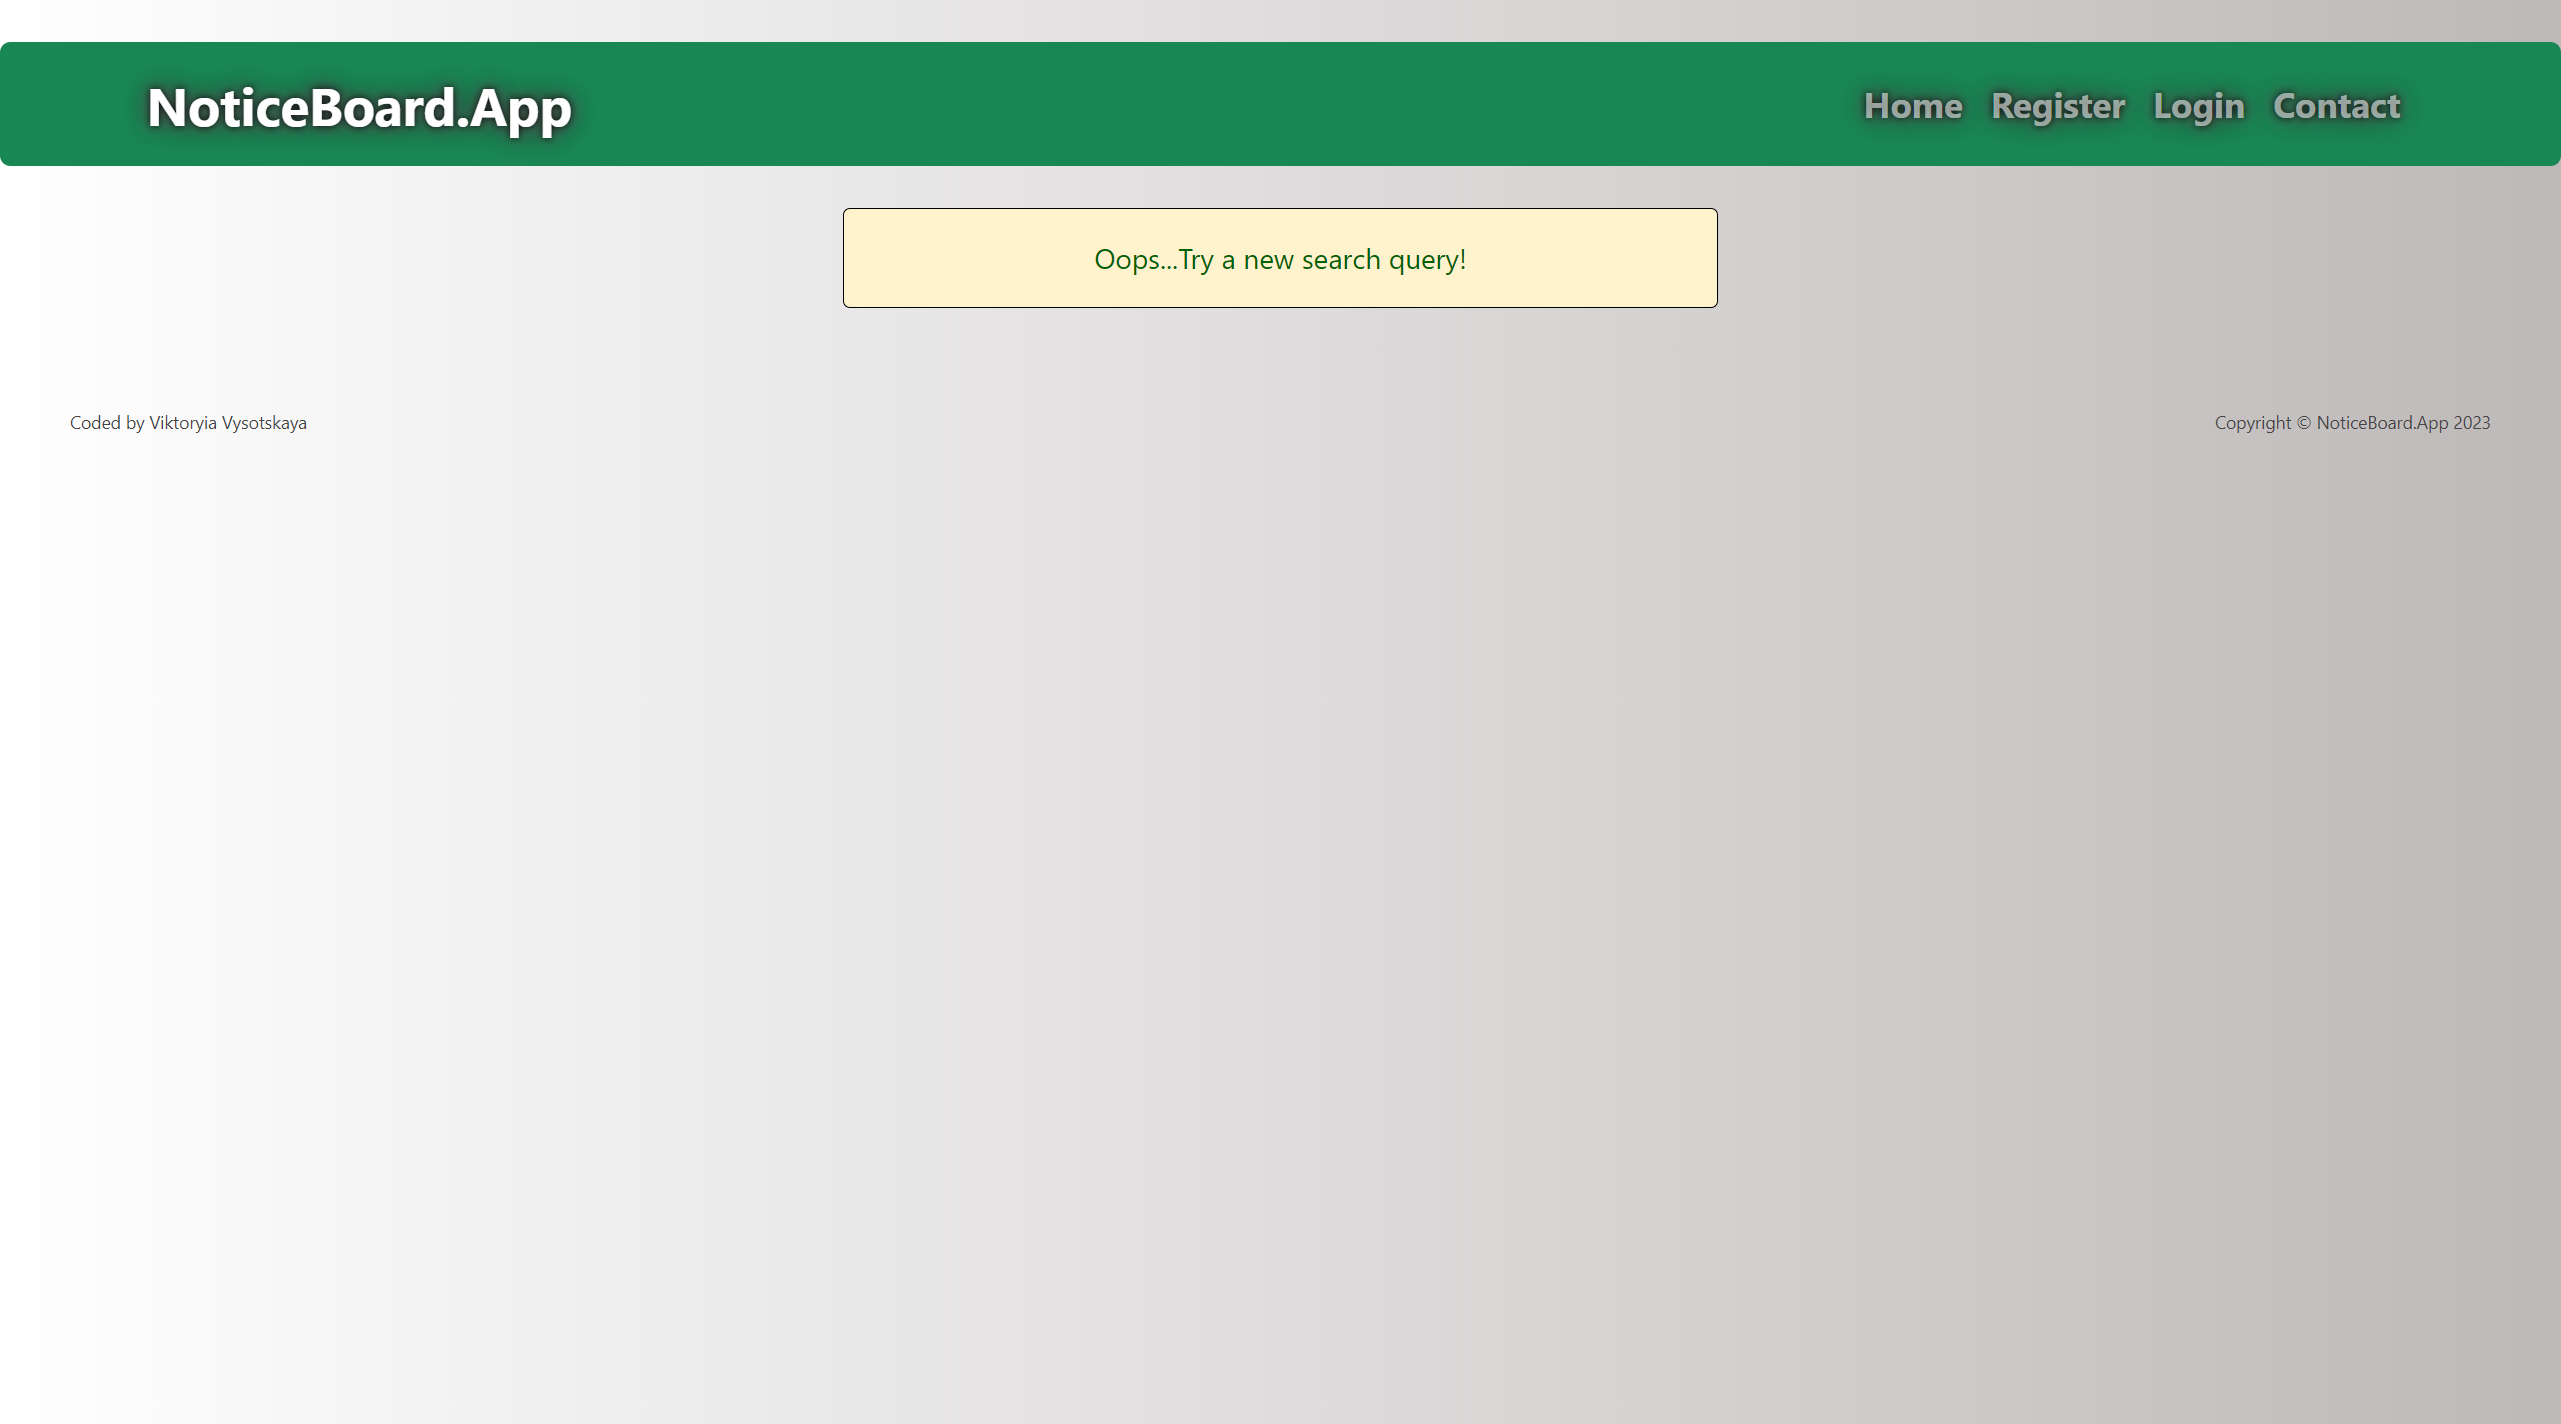 NoticeBoard.App
Home Register Login Contact
Oops...Try a new search query!
Coded by Viktoryia Vysotskaya
Copyright © NoticeBoard.App 2023